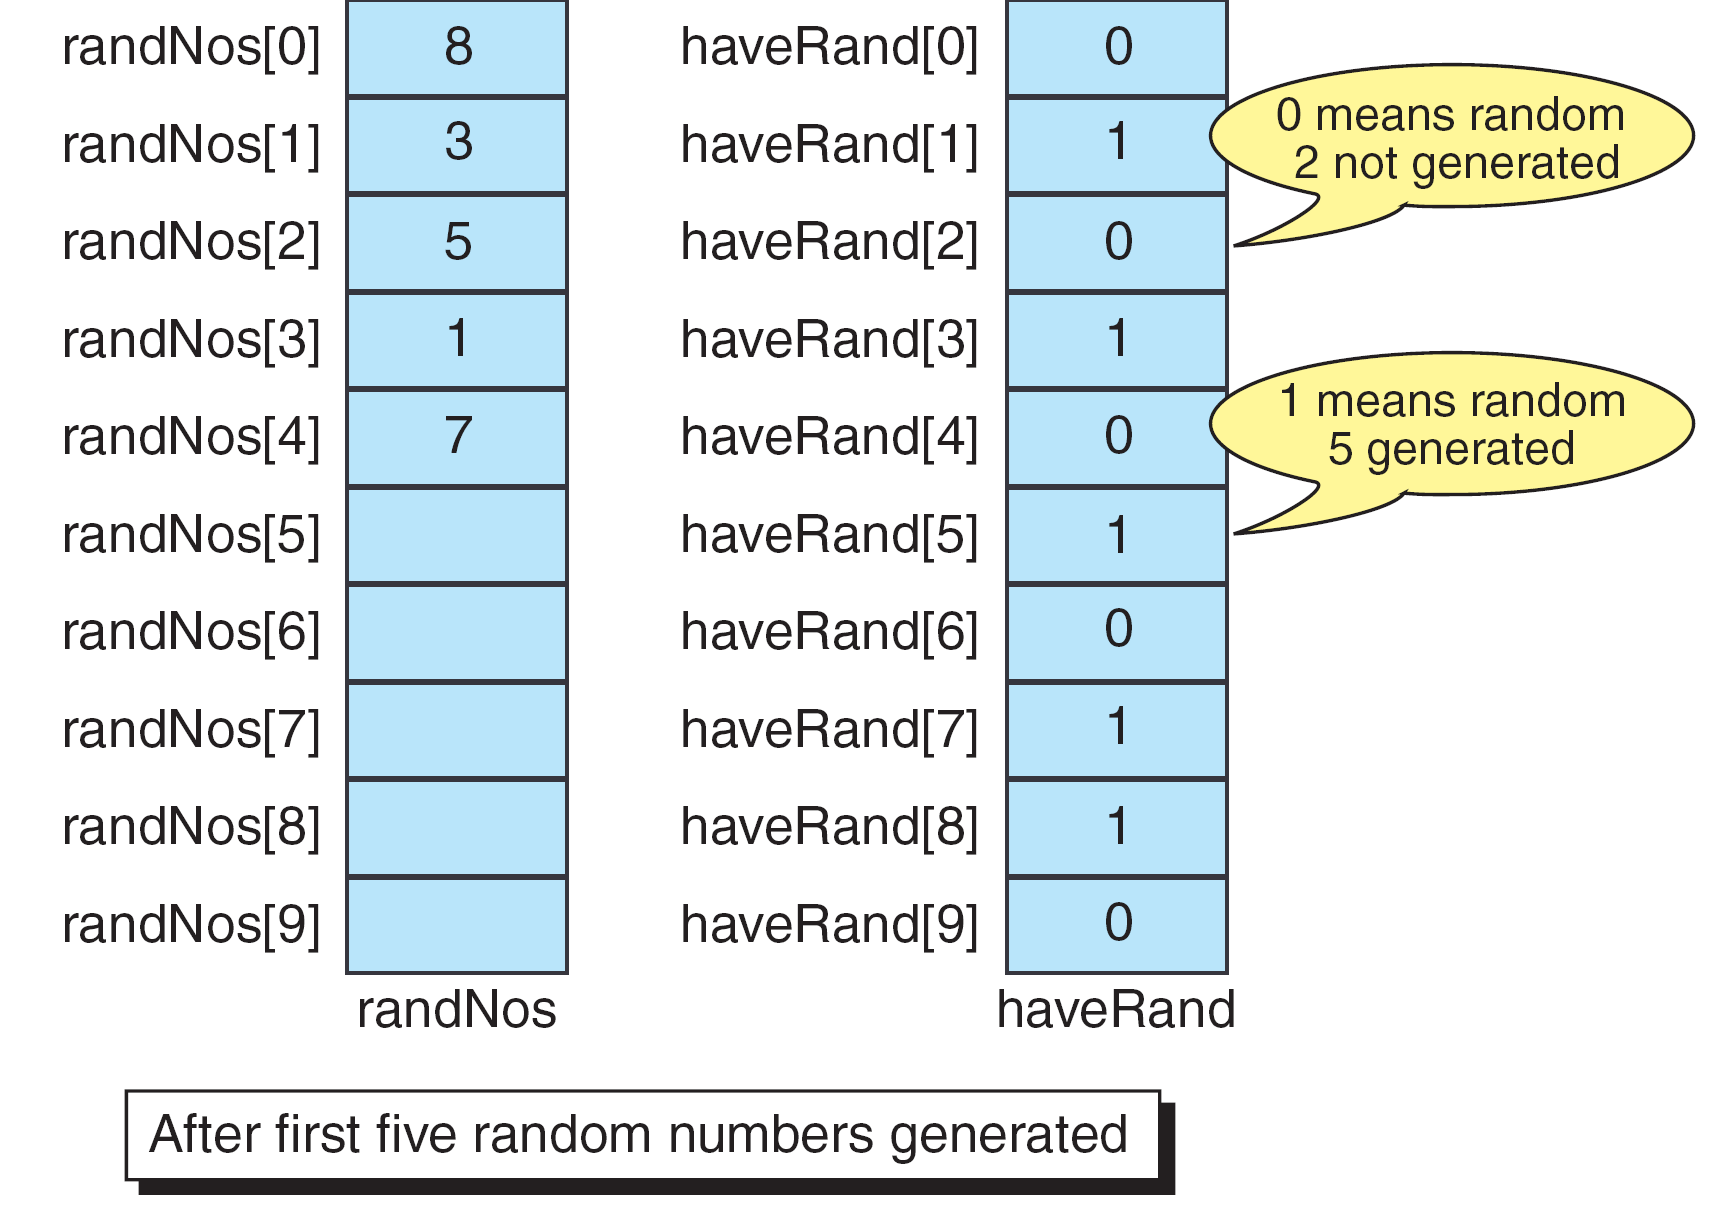 randNos[0] 8 haveRand[0] 0
0 means random
randNos[1] 3 haveRand[1] 1
2 not generated
randNos[2] 5 haveRand[2] 0
randNos[3] 1 haveRand[3] 1
1 means random
randNos[4] 7 haveRand[4] 0
5 generated
randNos[5] haveRand[5] 1
randNos[6] haveRand[6] 0
randNos[7] haveRand[7] 1
randNos[8] haveRand[8] 1
randNos[9] haveRand[9] 0
randNos haveRand
After first five random numbers generated